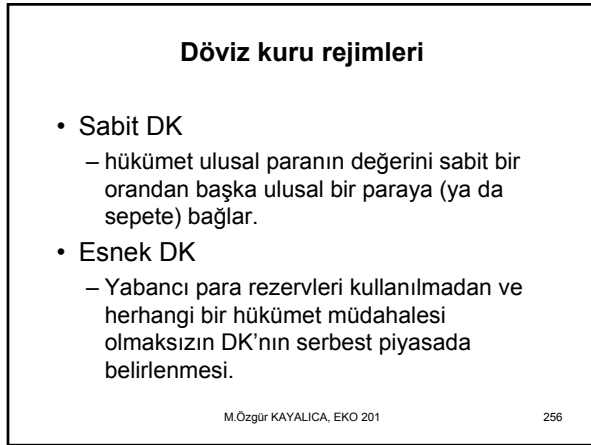 Döviz kuru rejimleri
• Sabit DK
– hükümet ulusal paranın değerini sabit bir
orandan başka ulusal bir paraya (ya da
sepete) bağlar.
• Esnek DK
– Yabancı para rezervleri kullanılmadan ve
herhangi bir hükümet müdahalesi
olmaksızın DK’nın serbest piyasada
belirlenmesi.
M.Özgür KAYALICA, EKO 201 256